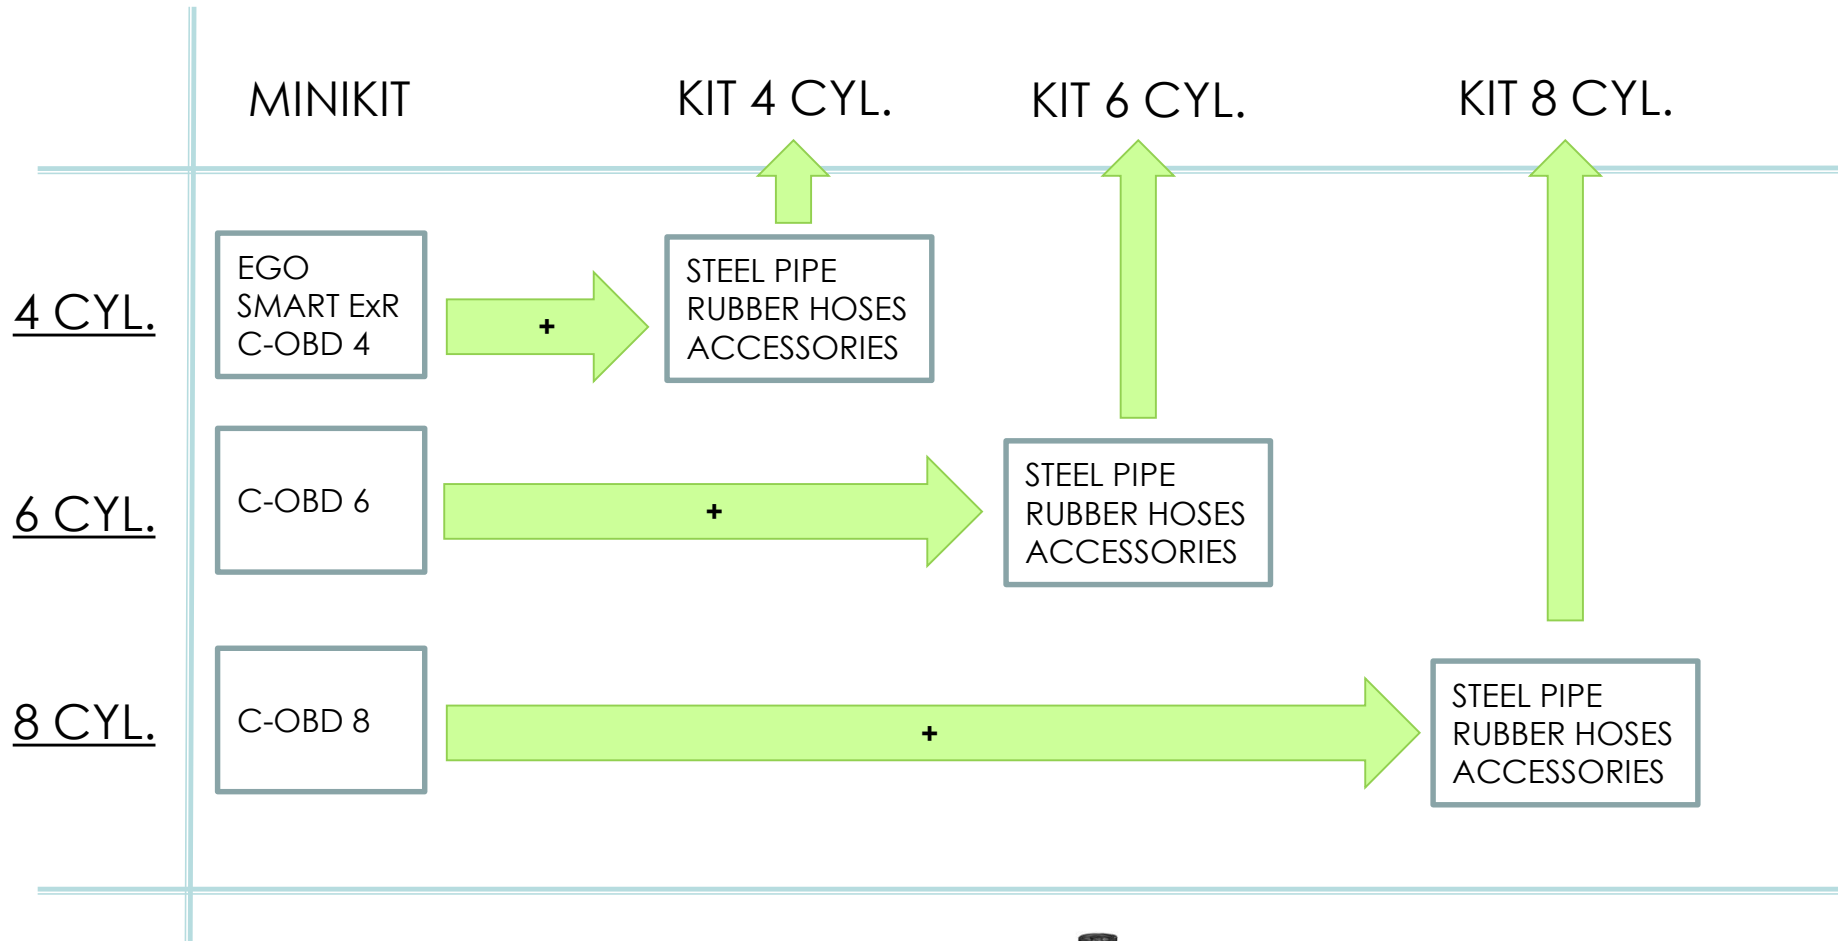 MINIKIT
KIT 4 CYL.
KIT 6 CYL.
KIT 8 CYL.
4 CYL.
EGO
SMART ExR
C-OBD 4
+
STEEL PIPE
RUBBER HOSES
ACCESSORIES
6 CYL.
C-OBD 6
+
STEEL PIPE
RUBBER HOSES
ACCESSORIES
8 CYL.
C-OBD 8
+
STEEL PIPE
RUBBER HOSES
ACCESSORIES